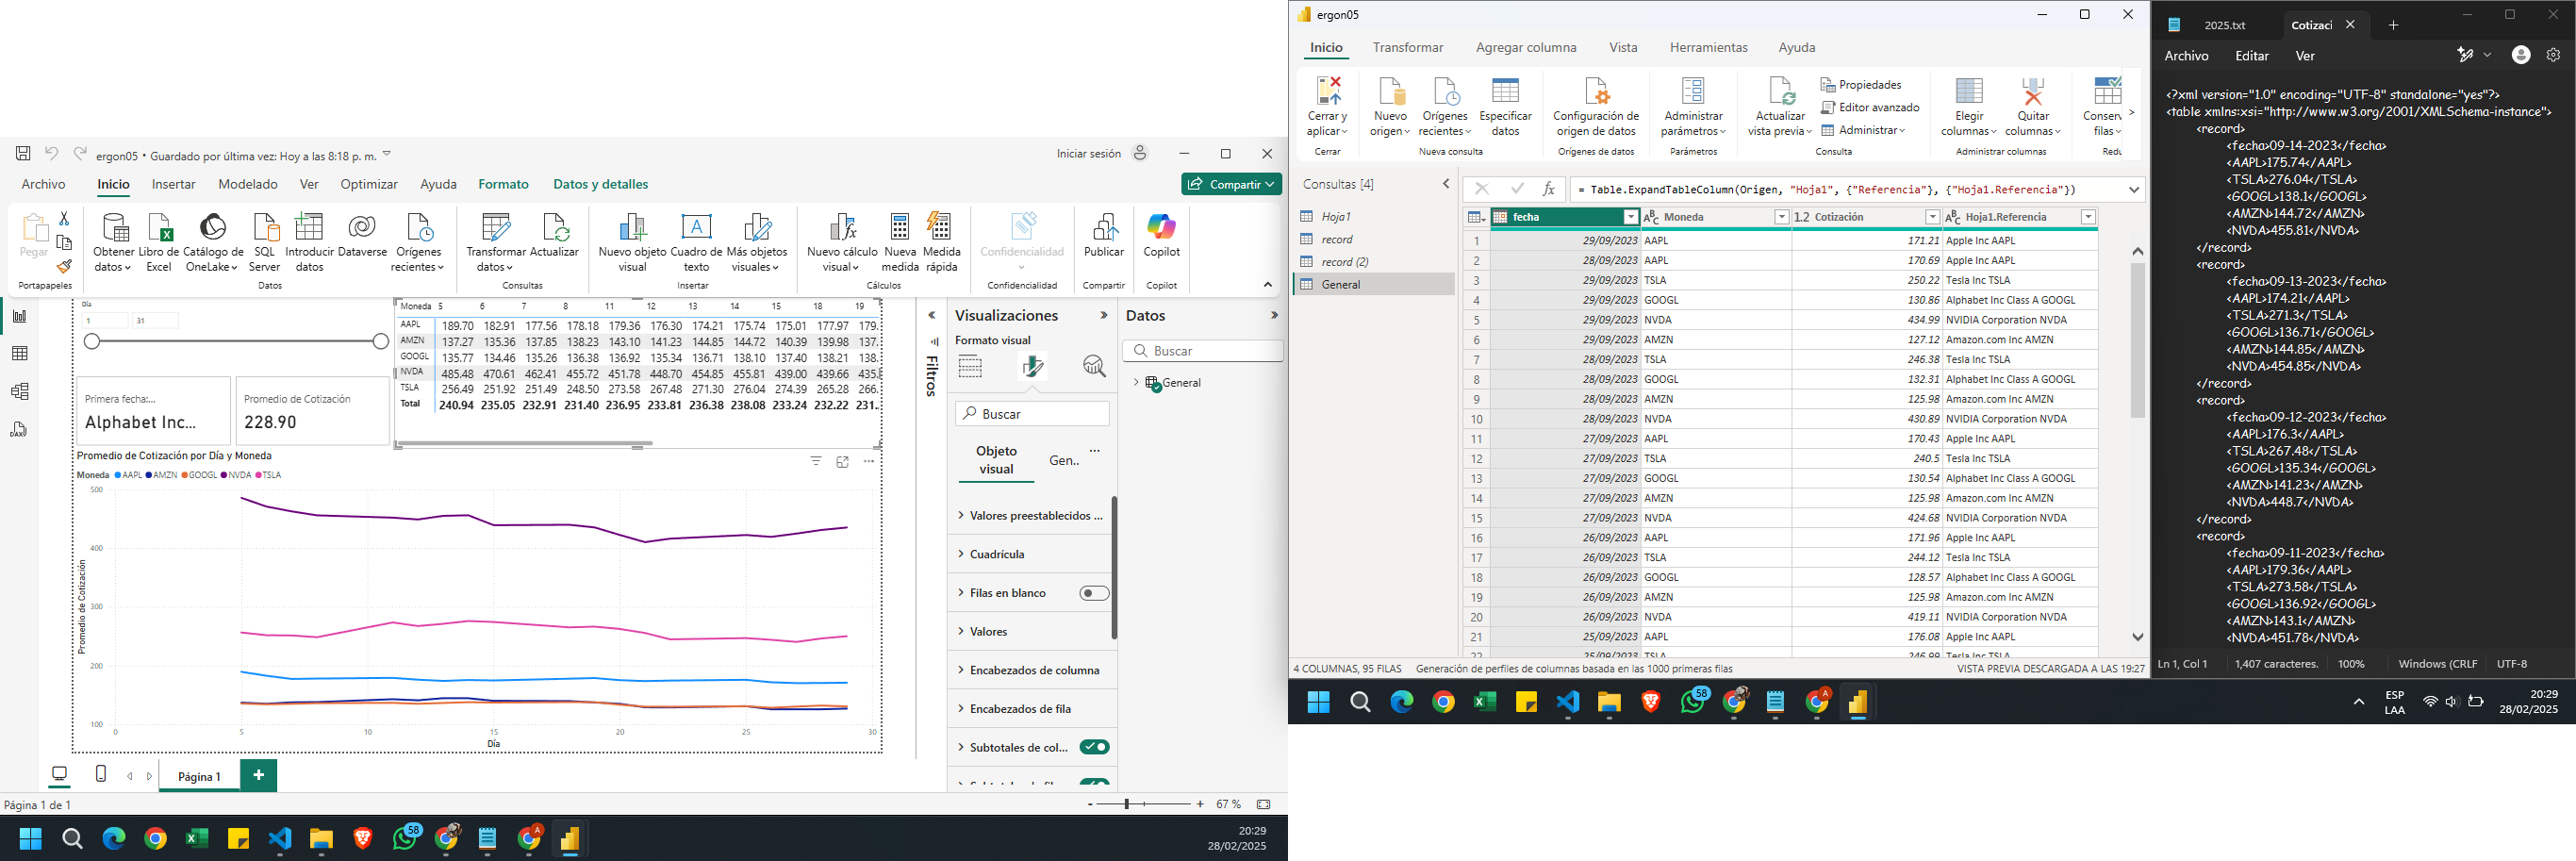 ergon05 • Guardado por última vez: Hoy a las 8:18 p. m.
Iniciar sesión
Archivo Inicio Insertar Modelado Ver Optimizar Ayuda Formato Datos y detalles Compartir
Pegar
Obtener datos
Libro de Excel
Catálogo de OneLake
SQL Server
Introducir datos
Dataverse
Orígenes recientes
Transformar datos
Actualizar
Nuevo objeto visual
Cuadro de texto
Más objetos visuales
Nuevo cálculo visual
Nueva medida
Medida rápida
Confidencialidad
Publicar
Copilot
Portapapeles Datos Consultas Insertar Cálculos Confidencialidad Compartir Copilot
Día
1 31
Moneda 5 6 7 8 11 12 13 14 15 18 19
AAPL 189.70 182.91 177.56 178.18 179.36 176.30 174.21 175.74 175.01 177.97 179.
AMZN 137.27 135.36 137.85 138.23 143.10 141.23 144.85 144.72 140.39 139.98 137.
GOOGL 135.77 134.46 135.26 136.38 136.92 135.34 136.71 138.10 137.40 138.21 138.
NVDA 485.48 470.61 462.41 455.72 451.78 448.70 454.85 455.81 439.00 439.66 435.
TSLA 256.49 251.92 251.49 248.50 273.58 267.48 271.30 276.04 274.39 265.28 266.
Total 240.94 235.05 232.91 231.40 236.95 233.81 236.38 238.08 233.24 232.22 231.
Primera fecha:...
Alphabet Inc...
Promedio de Cotización
228.90
Promedio de Cotización por Día y Moneda
Moneda AAPL AMZN GOOGL NVDA TSLA
Promedio de Cotización
500
400
300
200
100
0 5 10 15 20 25 30
Día
Filtros
Visualizaciones
Formato visual
Buscar
Objeto visual
Gen..
Valores preestablecidos ...
Cuadrícula
Filas en blanco
Valores
Encabezados de columna
Encabezados de fila
Subtotales de col...
Datos
Buscar
General
Página 1
Página 1 de 1
67 %
58
A
20:29
28/02/2025
ergon05
Inicio Transformar Agregar columna Vista Herramientas Ayuda
Cerrar y aplicar
Nuevo origen
Orígenes recientes
Especificar datos
Configuración de origen de datos
Administrar parámetros
Actualizar vista previa
Propiedades
Editor avanzado
Administrar
Elegir columnas
Quitar columnas
Conserv filas
Cerrar Nueva consulta Orígenes de datos Parámetros Consulta Administrar columnas Redu
Consultas [4]
Hoja1
record
record (2)
General
= Table.ExpandTableColumn(Origen, "Hoja1", {"Referencia"}, {"Hoja1.Referencia"})
fecha Moneda 1.2 Cotización Hoja1.Referencia
1 29/09/2023 AAPL 171.21 Apple Inc AAPL
2 28/09/2023 AAPL 170.69 Apple Inc AAPL
3 29/09/2023 TSLA 250.22 Tesla Inc TSLA
4 29/09/2023 GOOGL 130.86 Alphabet Inc Class A GOOGL
5 29/09/2023 NVDA 434.99 NVIDIA Corporation NVDA
6 29/09/2023 AMZN 127.12 Amazon.com Inc AMZN
7 28/09/2023 TSLA 246.38 Tesla Inc TSLA
8 28/09/2023 GOOGL 132.31 Alphabet Inc Class A GOOGL
9 28/09/2023 AMZN 125.98 Amazon.com Inc AMZN
10 28/09/2023 NVDA 430.89 NVIDIA Corporation NVDA
11 27/09/2023 AAPL 170.43 Apple Inc AAPL
12 27/09/2023 TSLA 240.5 Tesla Inc TSLA
13 27/09/2023 GOOGL 130.54 Alphabet Inc Class A GOOGL
14 27/09/2023 AMZN 125.98 Amazon.com Inc AMZN
15 27/09/2023 NVDA 424.68 NVIDIA Corporation NVDA
16 26/09/2023 AAPL 171.96 Apple Inc AAPL
17 26/09/2023 TSLA 244.12 Tesla Inc TSLA
18 26/09/2023 GOOGL 128.57 Alphabet Inc Class A GOOGL
19 26/09/2023 AMZN 125.98 Amazon.com Inc AMZN
20 26/09/2023 NVDA 419.11 NVIDIA Corporation NVDA
21 25/09/2023 AAPL 176.08 Apple Inc AAPL
22 25/09/2023 TSLA 246.99 Tesla Inc TSLA
4 COLUMNS, 95 FILAS Generación de perfiles de columnas basada en las 1000 primeras filas
VISTA PREVIA DESCARGADA A LAS 19:27
2025.txt Cotizaci
Archivo Editar Ver
<?xml version="1.0" encoding="UTF-8" standalone="yes"?>
<table xmlns:xsi="http://www.w3.org/2001/XMLSchema-instance">
<record>
<fecha>09-14-2023</fecha>
<AAPL>175.74</AAPL>
<TSLA>276.04</TSLA>
<GOOGL>138.1</GOOGL>
<AMZN>144.72</AMZN>
<NVDA>455.81</NVDA>
</record>
<record>
<fecha>09-13-2023</fecha>
<AAPL>174.21</AAPL>
<TSLA>271.3</TSLA>
<GOOGL>136.71</GOOGL>
<AMZN>144.85</AMZN>
<NVDA>454.85</NVDA>
</record>
<record>
<fecha>09-12-2023</fecha>
<AAPL>176.3</AAPL>
<TSLA>267.48</TSLA>
<GOOGL>135.34</GOOGL>
<AMZN>141.23</AMZN>
<NVDA>448.7</NVDA>
</record>
<record>
<fecha>09-11-2023</fecha>
<AAPL>179.36</AAPL>
<TSLA>273.58</TSLA>
<GOOGL>136.92</GOOGL>
<AMZN>143.1</AMZN>
<NVDA>451.78</NVDA>
Ln 1, Col 1 1,407 caracteres. 100% Windows (CRLF UTF-8
58
A
ESP
LAA
20:29
28/02/2025